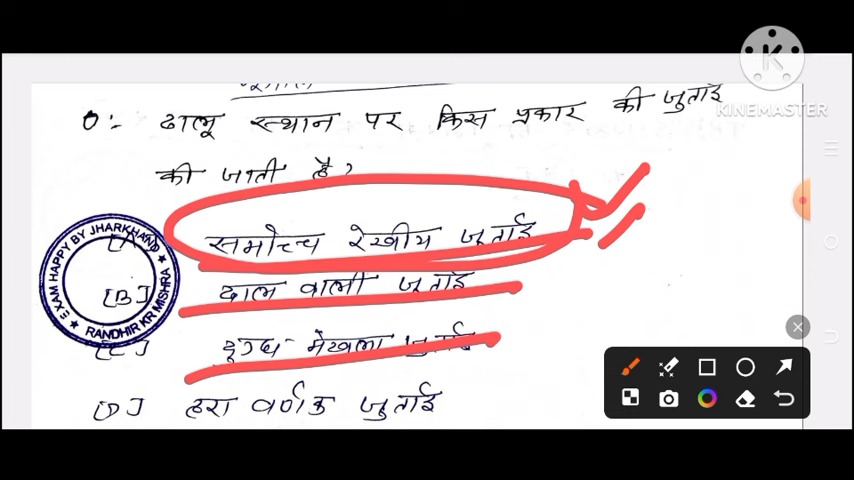 KINEMASTER
O:- ढालू स्थान पर किस प्रकार की जुताई
की जाती है?
[A] समोच्च रेखीय जुताई
[B] ढाल वाली जुताई
[C] मेखला जुताई
[D] हरा वर्णक जुताई
EXAM HAPPY BY JHARKHAND
RANDHIR KR MISHRA